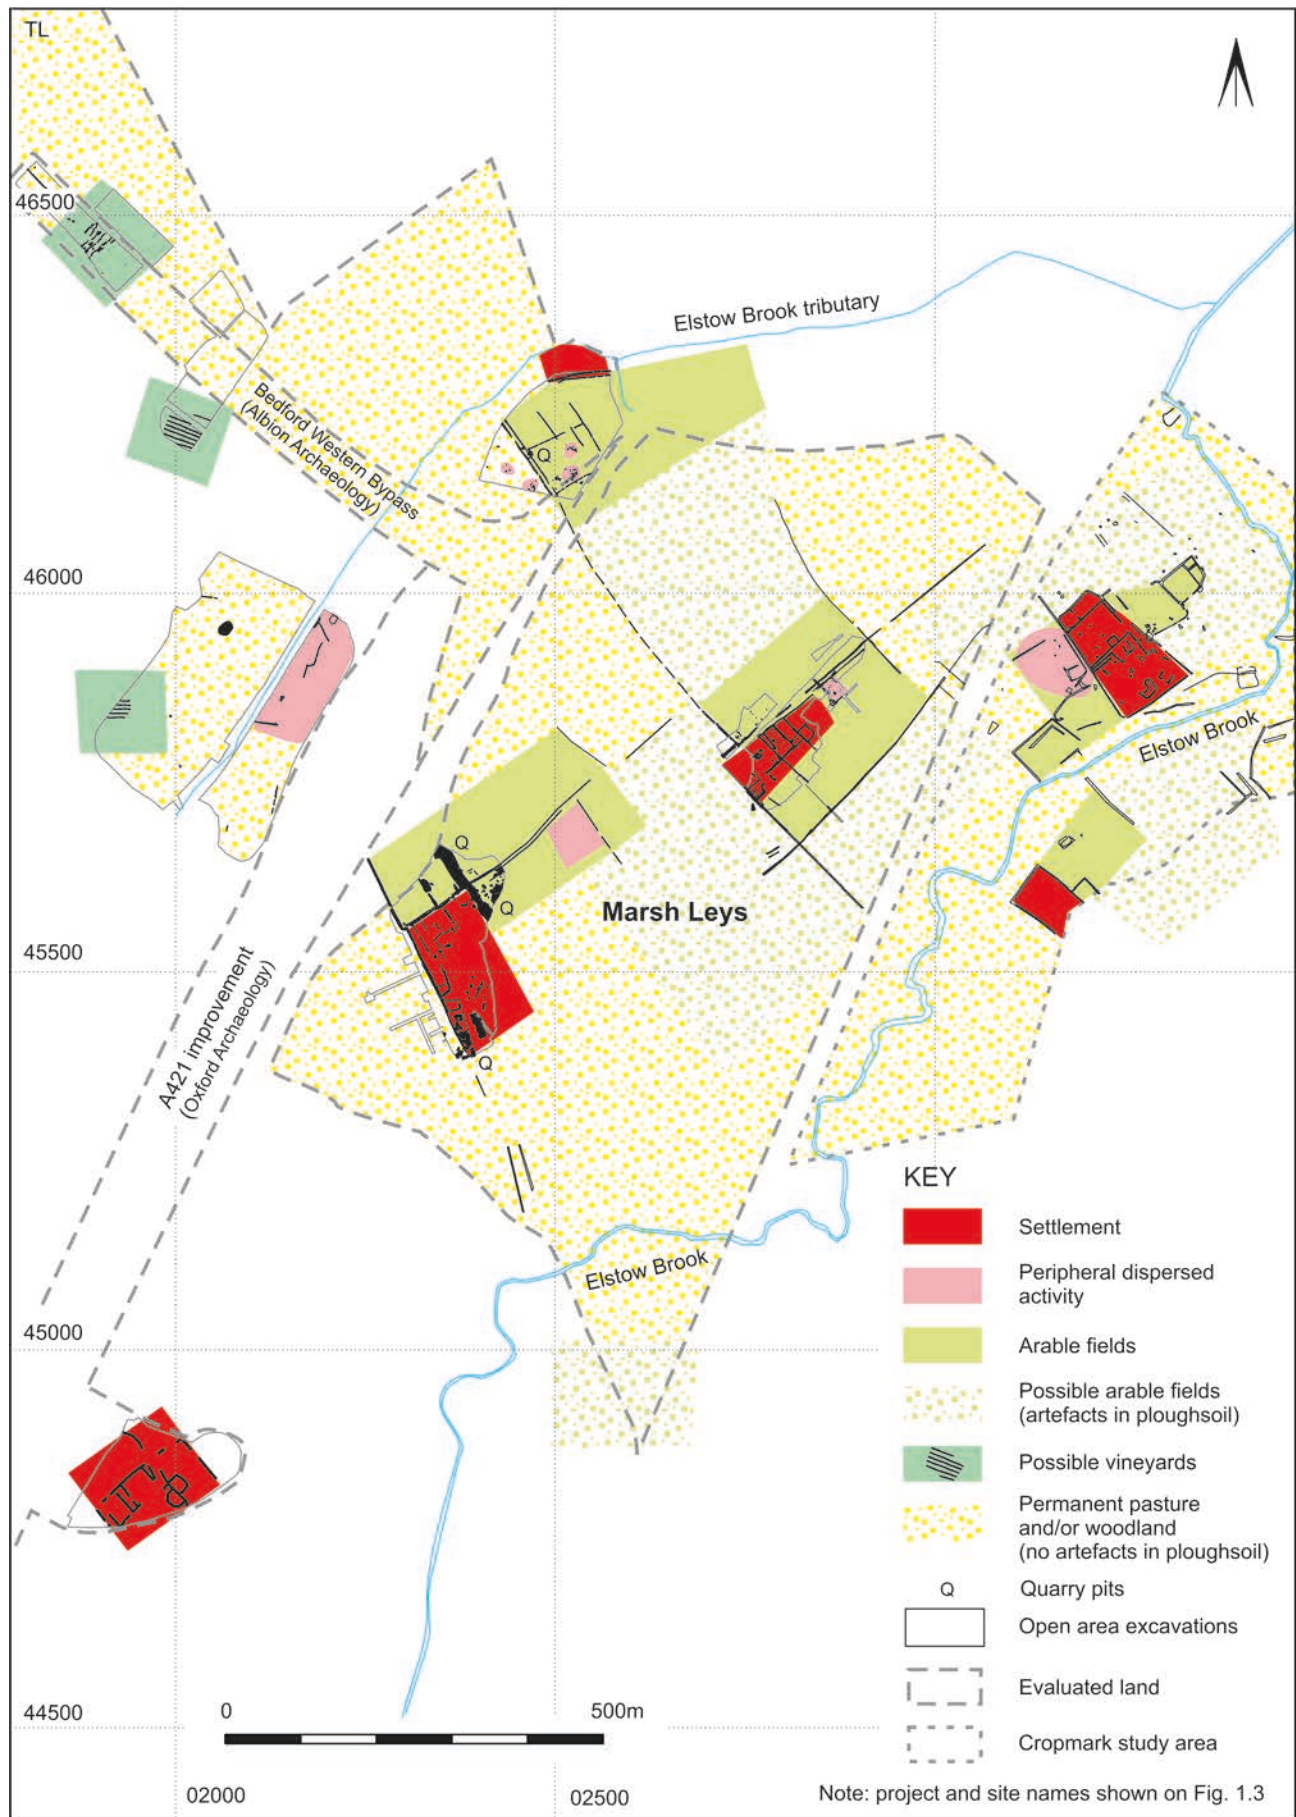 TL
46500
Elstow Brook tributary
Bedford Western Bypass
(Albion Archaeology)
Q
46000
Elstow Brook
Q
Q
Marsh Leys
45500
A421 improvement
(Oxford Archaeology)
Q
Elstow Brook
45000
44500
0
500m
02000
02500
KEY
Settlement
Peripheral dispersed
activity
Arable fields
Possible arable fields
(artefacts in ploughsoil)
Possible vineyards
Permanent pasture
and/or woodland
(no artefacts in ploughsoil)
Q
Quarry pits
Open area excavations
Evaluated land
Cropmark study area
Note: project and site names shown on Fig. 1.3